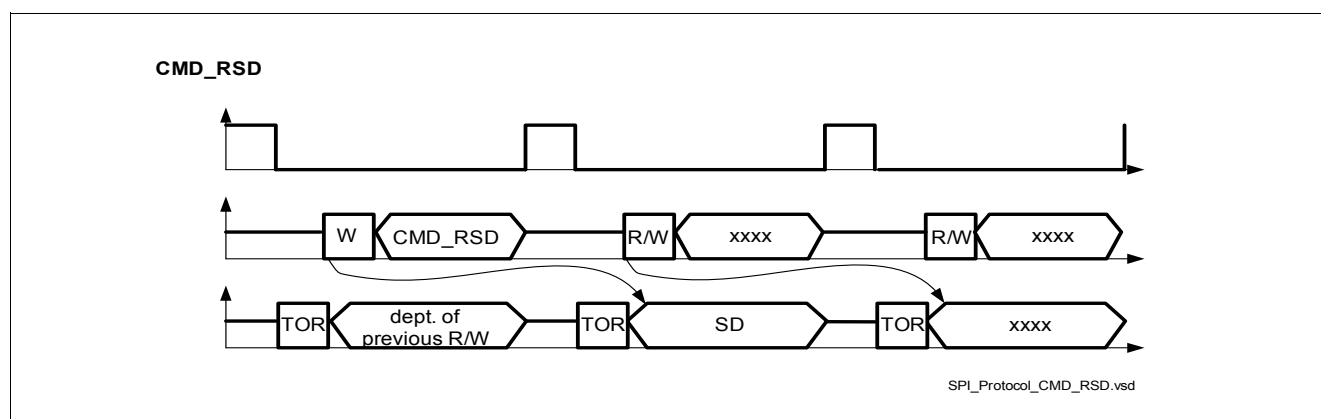 CMD_RSD
W
CMD_RSD
R/W
xxxx
R/W
xxxx
TOR
dept. of
previous R/W
TOR
SD
TOR
xxxx
SPI_Protocol_CMD_RSD.vsd